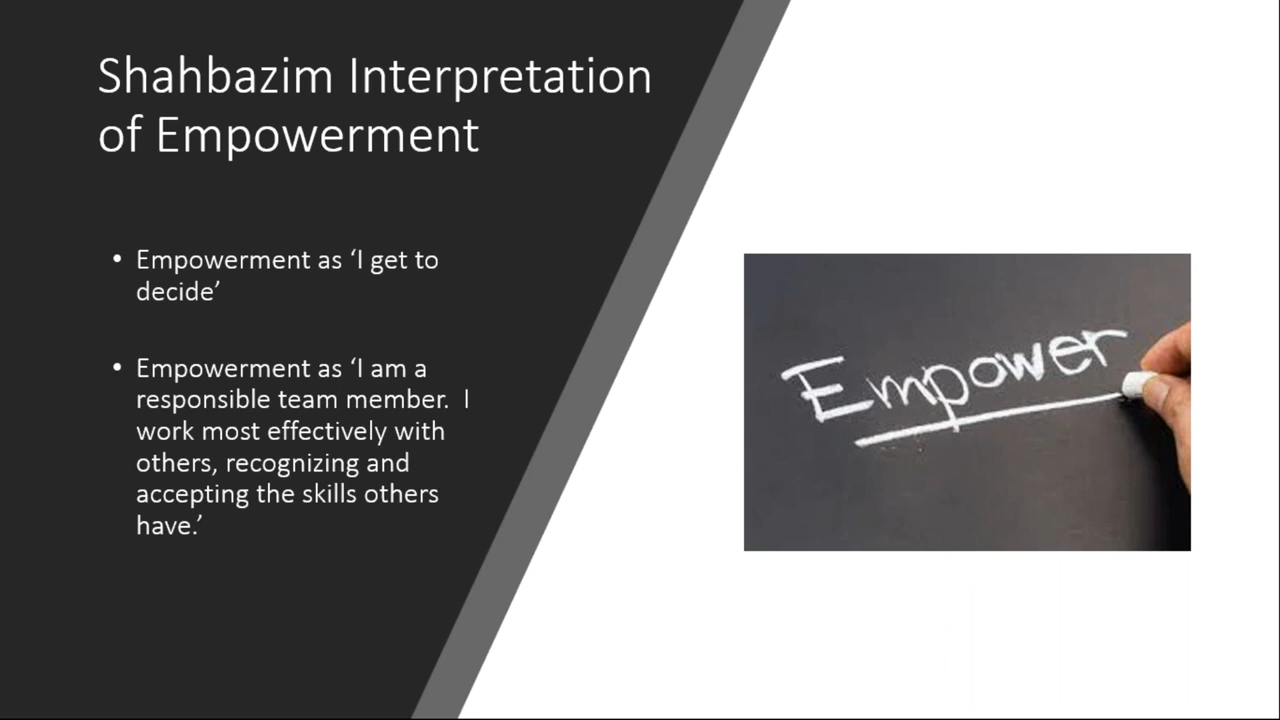 Shahbazim Interpretation
of Empowerment
• Empowerment as ‘I get to
decide’
• Empowerment as ‘I am a
responsible team member.  I
work most effectively with
others, recognizing and
accepting the skills others
have.’
Empower